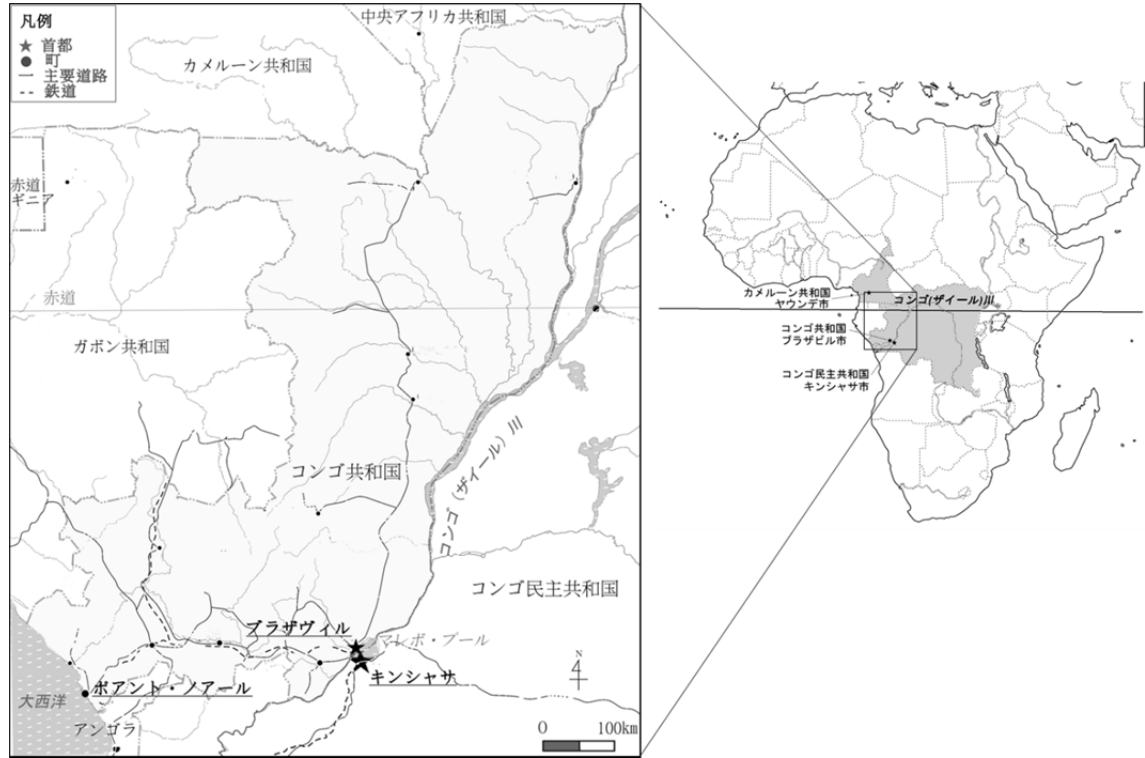 凡例
★ 首都
● 町
ー 主要道路
-- 鉄道
中央アフリカ共和国
カメルーン共和国
赤道
ギニア
赤道
ガボン共和国
コンゴ共和国
コンゴ(ザイール)川
コンゴ民主共和国
ブラザヴィル
マレボ・プール
キンシャサ
ポアント・ノアール
大西洋
アンゴラ
N
0 100km
カメルーン共和国
ヤウンデ市
コンゴ(ザイール)川
コンゴ共和国
ブラザビル市
コンゴ民主共和国
キンシャサ市